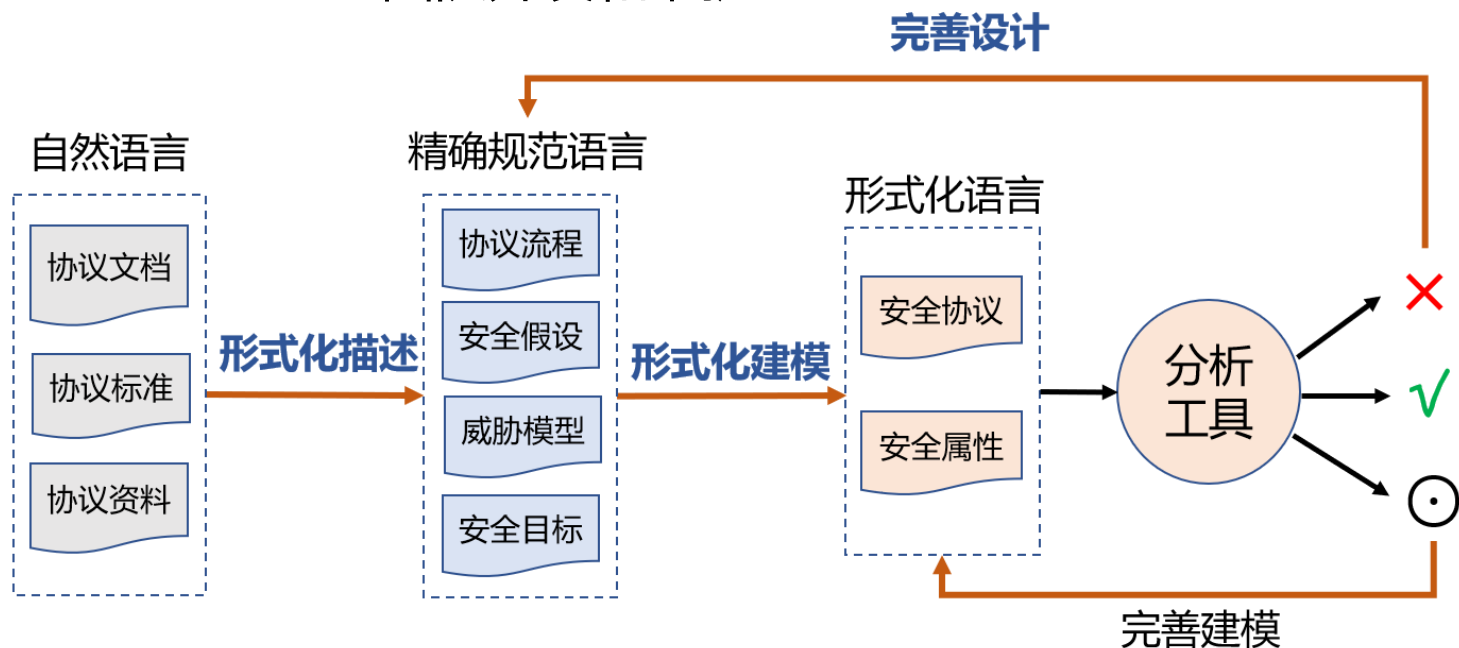 完善设计
自然语言
协议文档
协议标准
协议资料
形式化描述
精确规范语言
协议流程
安全假设
威胁模型
安全目标
形式化建模
形式化语言
安全协议
安全属性
分析
工具
完善建模